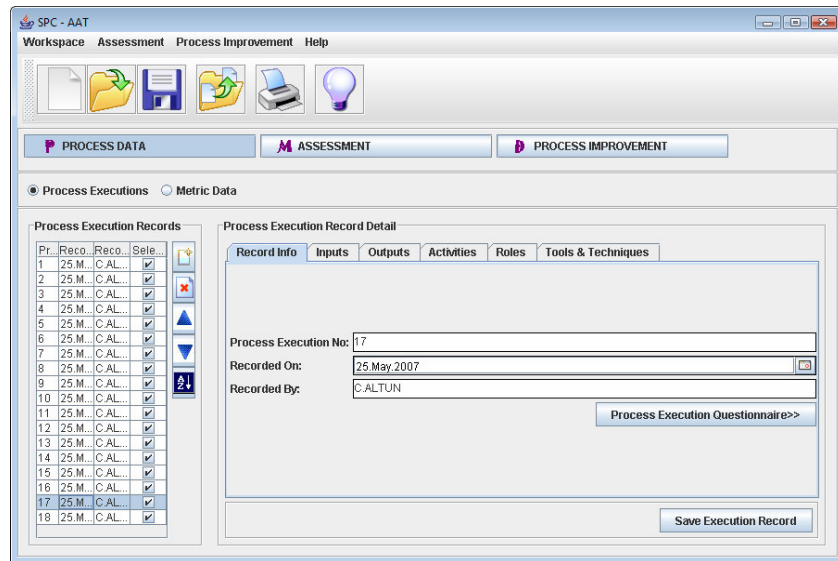 SPC - AAT
Workspace Assessment Process Improvement Help
P PROCESS DATA M ASSESSMENT PROCESS IMPROVEMENT
Process Executions Metric Data
Process Execution Records Process Execution Record Detail
Pr... Reco... Reco... Sele...
Record Info Inputs Outputs Activities Roles Tools & Techniques
1 25.M... C.AL...
2 25.M... C.AL...
3 25.M... C.AL...
4 25.M... C.AL...
5 25.M... C.AL...
6 25.M... C.AL...
7 25.M... C.AL...
8 25.M... C.AL...
9 25.M... C.AL...
10 25.M... C.AL...
11 25.M... C.AL...
12 25.M... C.AL...
13 25.M... C.AL...
14 25.M... C.AL...
15 25.M... C.AL...
16 25.M... C.AL...
17 25.M... C.AL...
18 25.M... C.AL...
Process Execution No: 17
Recorded On: 25.May.2007
Recorded By: C.ALTUN
Process Execution Questionnaire>>
Save Execution Record